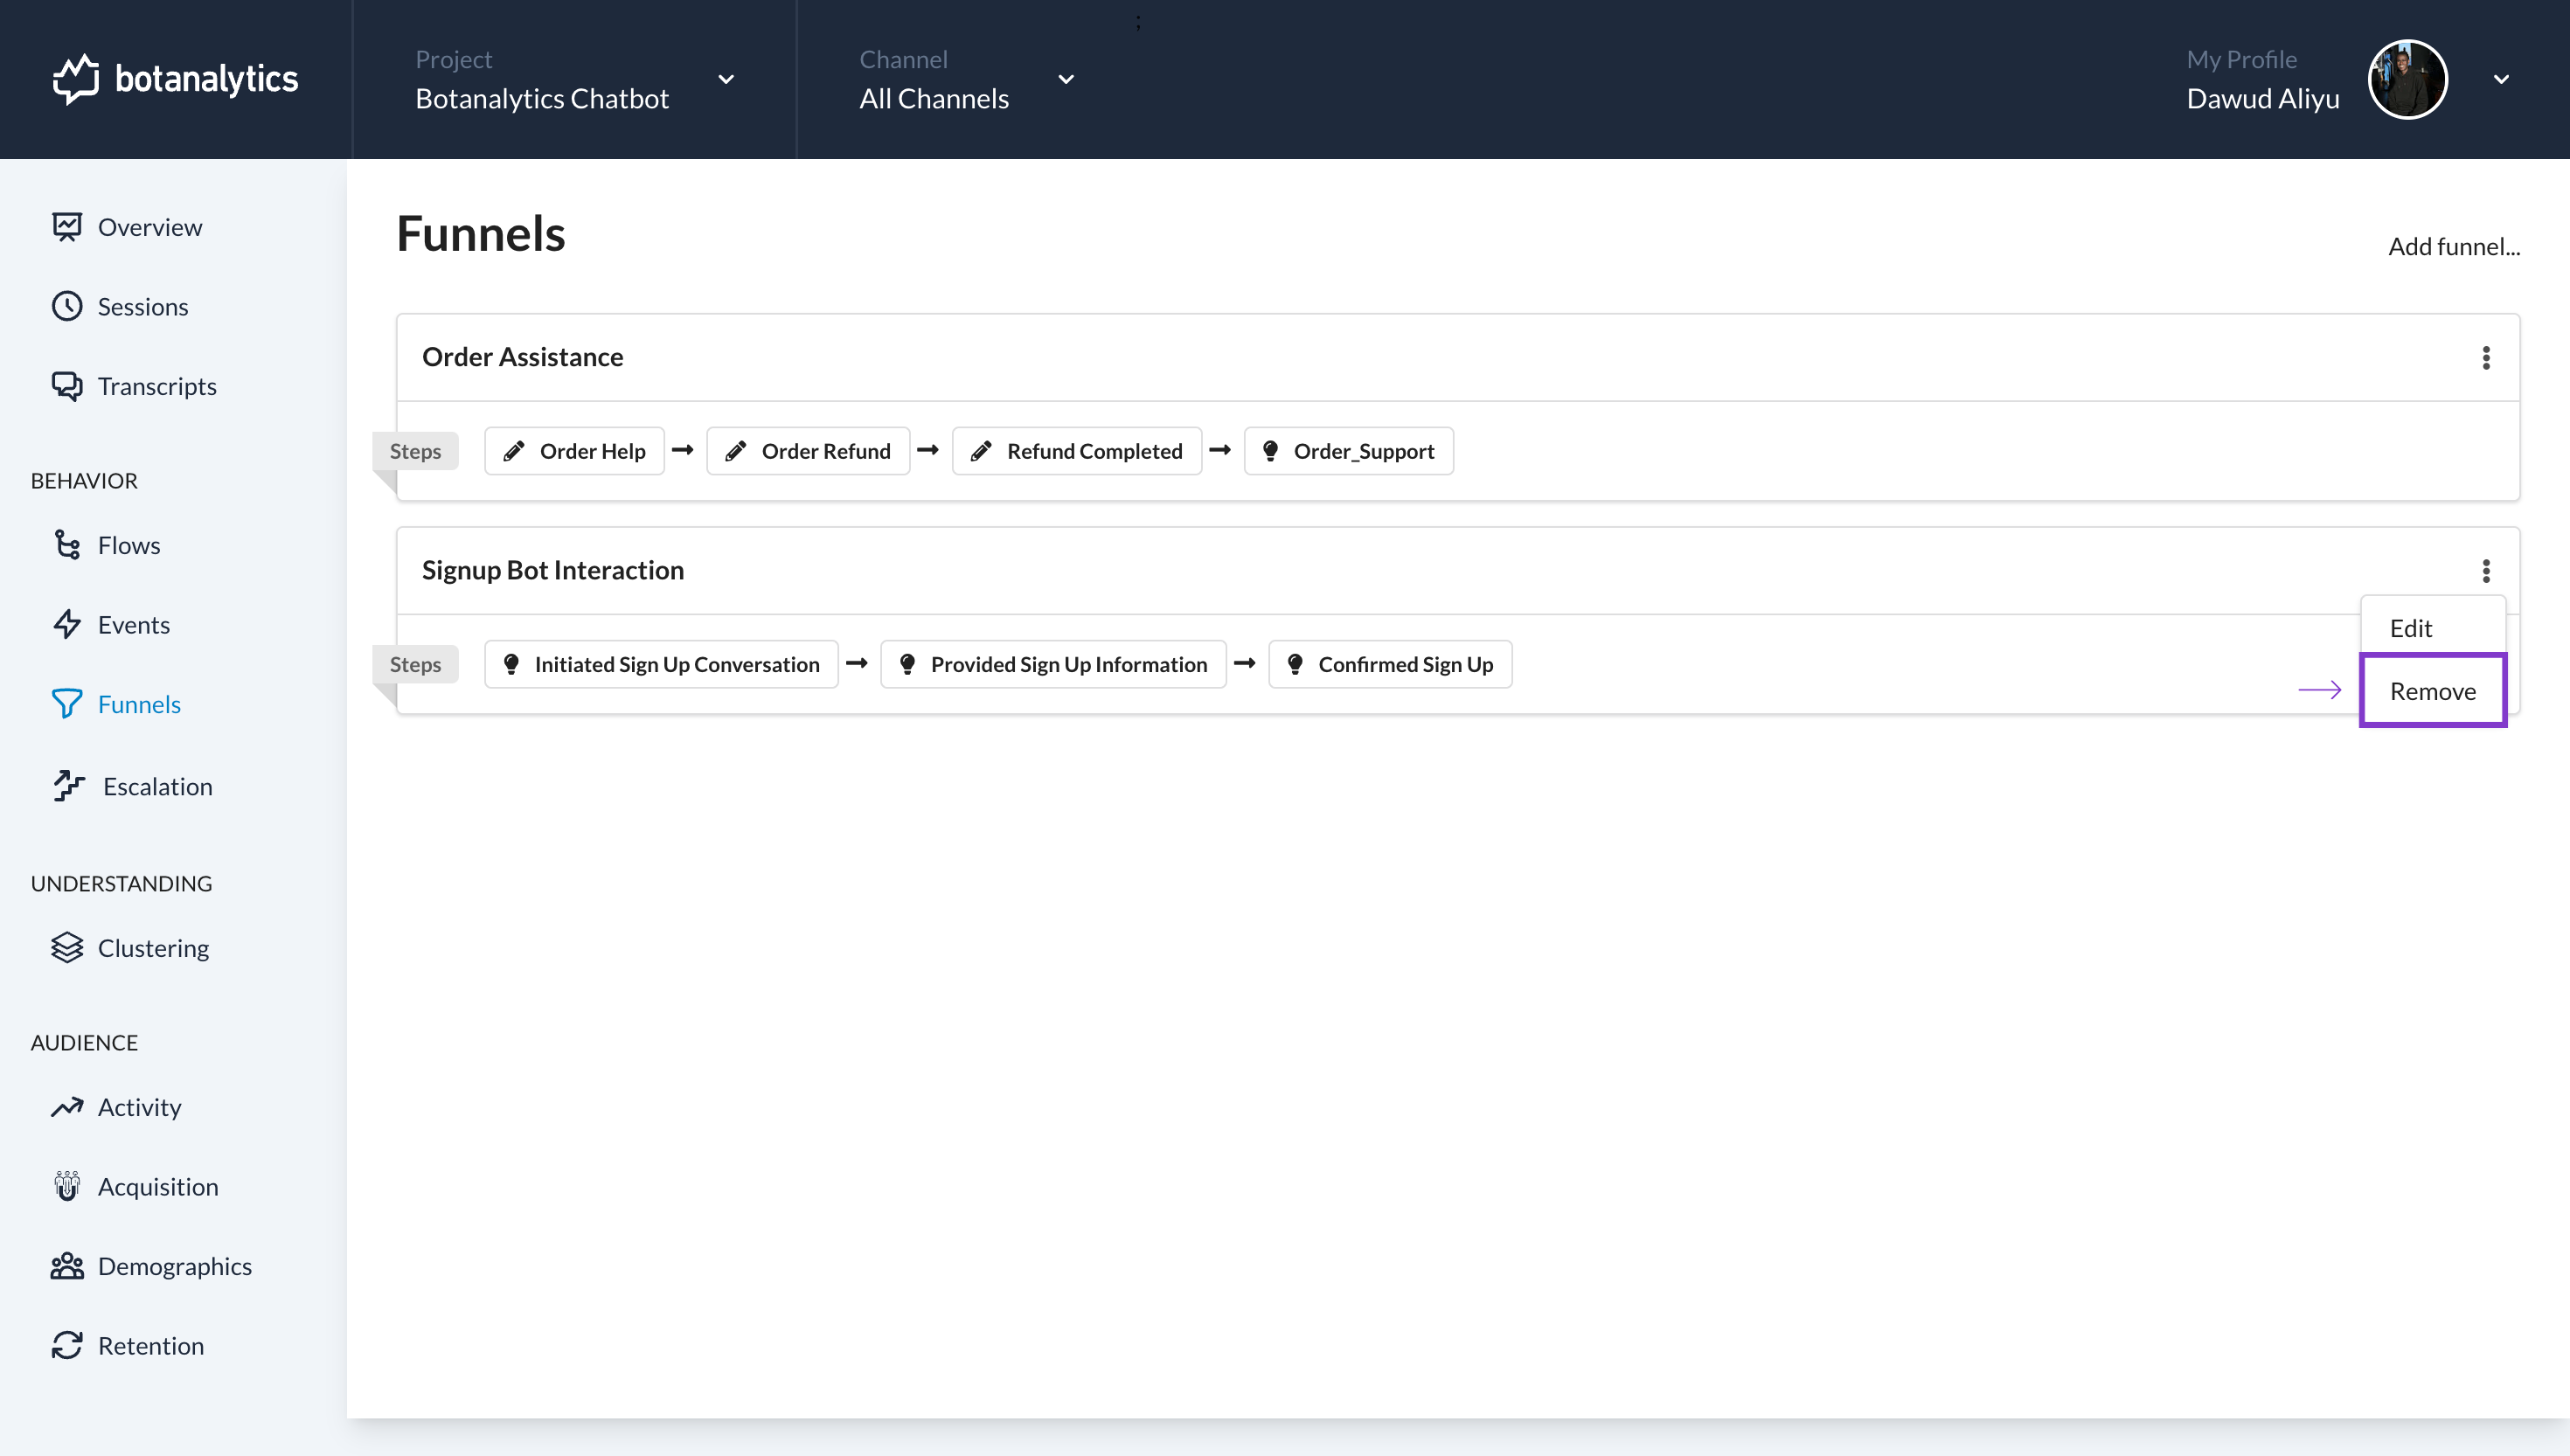 ;
botanalytics
Project
Botanalytics Chatbot
Channel
All Channels
My Profile
Dawud Aliyu
Overview
Sessions
Transcripts
BEHAVIOR
Flows
Events
Funnels
Escalation
UNDERSTANDING
Clustering
AUDIENCE
Activity
Acquisition
Demographics
Retention
Funnels
Add funnel...
Order Assistance
Steps Order Help Order Refund Refund Completed Order_Support
Signup Bot Interaction
Steps Initiated Sign Up Conversation Provided Sign Up Information Confirmed Sign Up
Edit
Remove